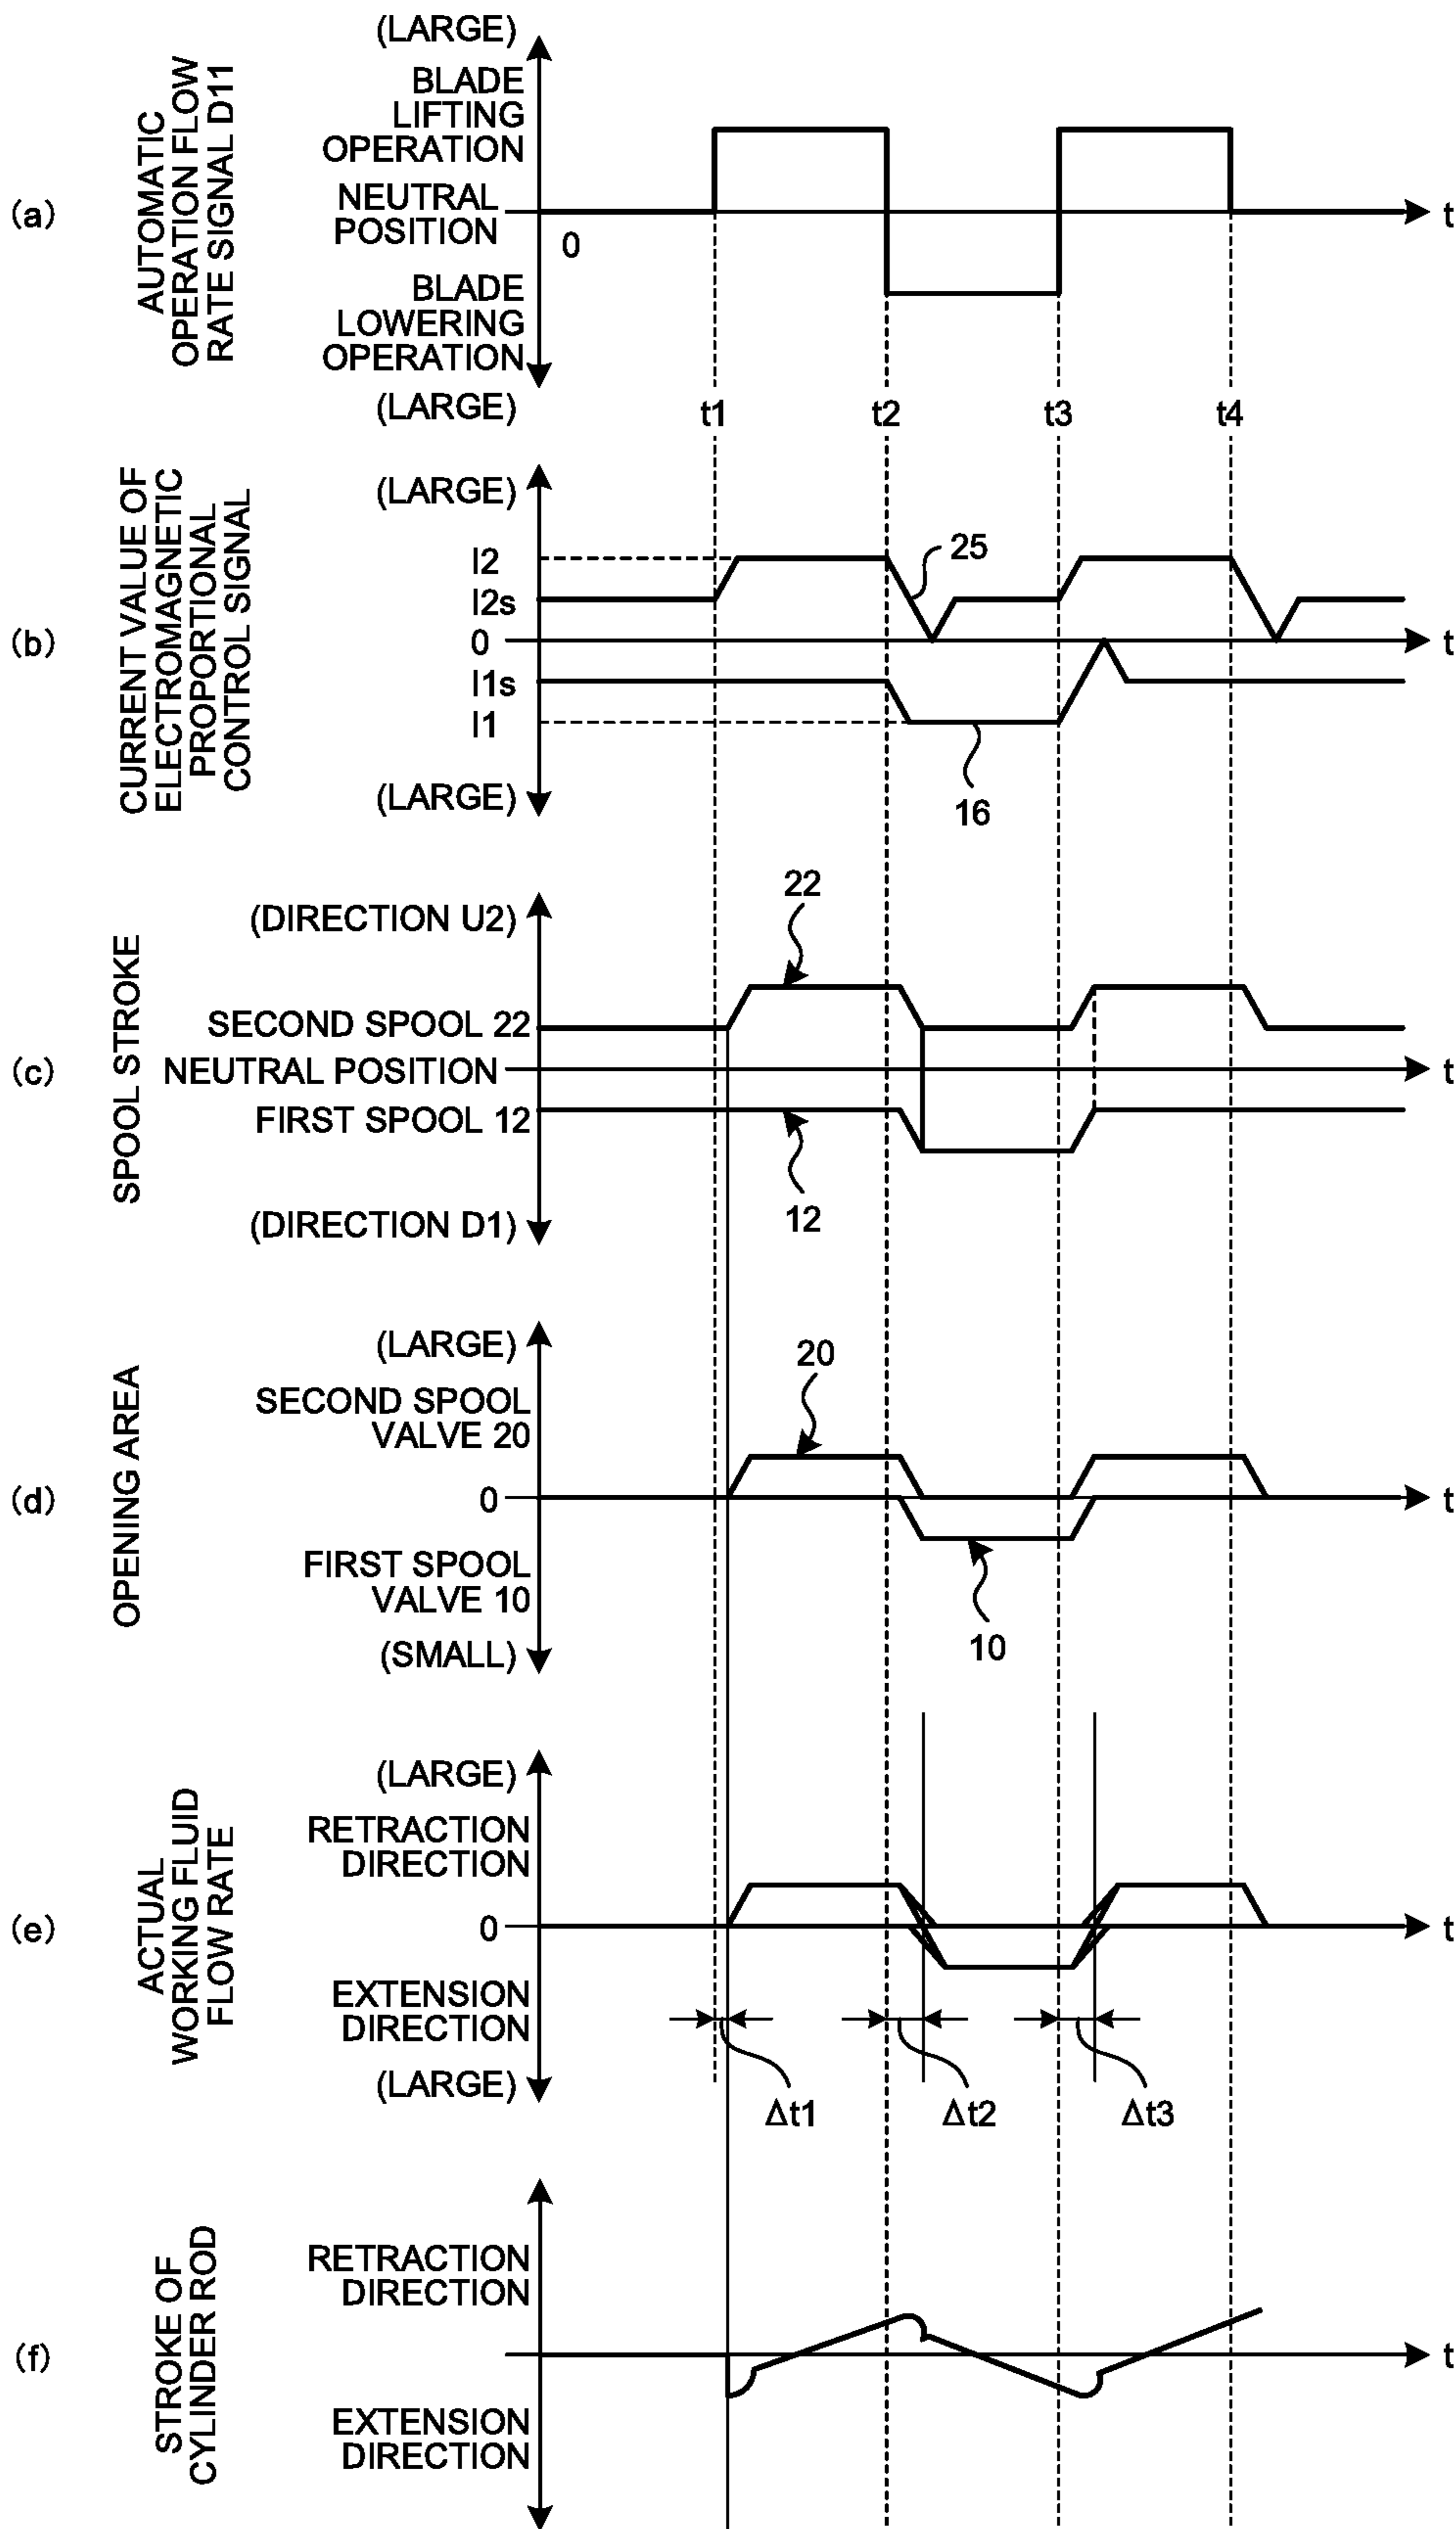 (a)
AUTOMATIC
OPERATION FLOW
RATE SIGNAL D11
(LARGE)
BLADE
LIFTING
OPERATION
NEUTRAL
POSITION
0
t
BLADE
LOWERING
OPERATION
(LARGE)
t1
t2
t3
t4
(b)
CURRENT VALUE OF
ELECTROMAGNETIC
PROPORTIONAL
CONTROL SIGNAL
(LARGE)
I2
I2s
0
I1s
I1
(LARGE)
25
16
t
(c)
SPOOL STROKE
(DIRECTION U2)
22
SECOND SPOOL 22
NEUTRAL POSITION
t
FIRST SPOOL 12
12
(DIRECTION D1)
(d)
OPENING AREA
(LARGE)
20
SECOND SPOOL
VALVE 20
0
t
FIRST SPOOL
VALVE 10
10
(SMALL)
(e)
ACTUAL
WORKING FLUID
FLOW RATE
(LARGE)
RETRACTION
DIRECTION
0
t
EXTENSION
DIRECTION
(LARGE)
Δt1
Δt2
Δt3
(f)
STROKE OF
CYLINDER ROD
RETRACTION
DIRECTION
t
EXTENSION
DIRECTION